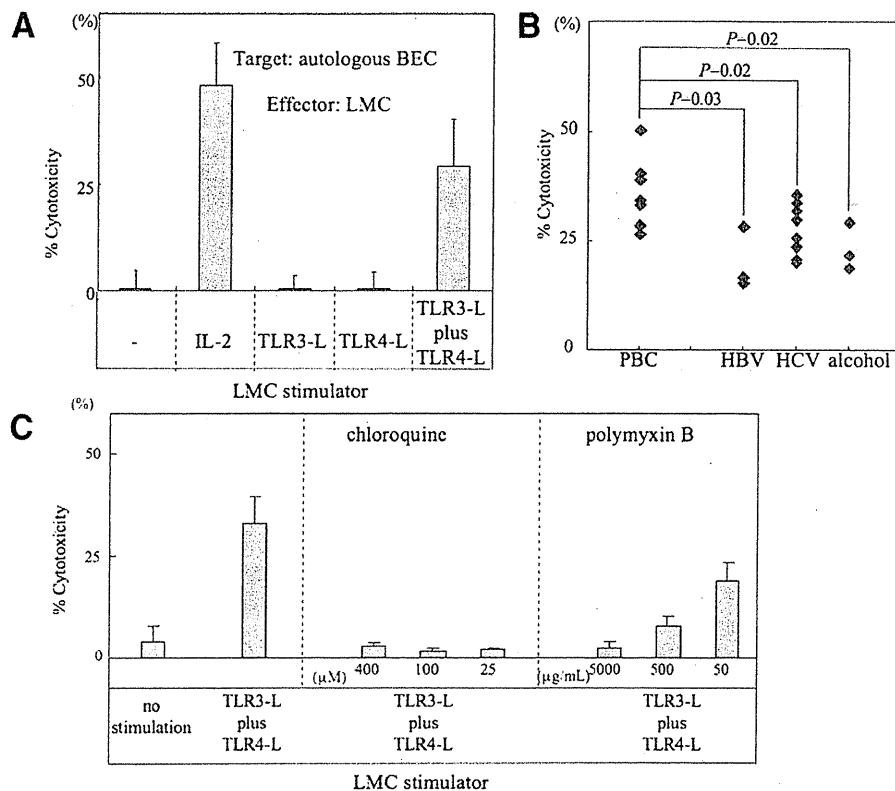 A
(%)
Target: autologous BEC
Effector: LMC
50
25
0
% Cytotoxicity
- IL-2 TLR3-L TLR4-L TLR3-L plus TLR4-L
LMC stimulator
B
(%)
P=0.02
P=0.02
P=0.03
50
25
0
% Cytotoxicity
PBC HBV HCV alcohol
C
(%)
chloroquine polymyxin B
50
25
0
% Cytotoxicity
(μM) 400 100 25 (μg/mL) 5000 500 50
no stimulation
TLR3-L plus TLR4-L
TLR3-L plus TLR4-L
TLR3-L plus TLR4-L
LMC stimulator